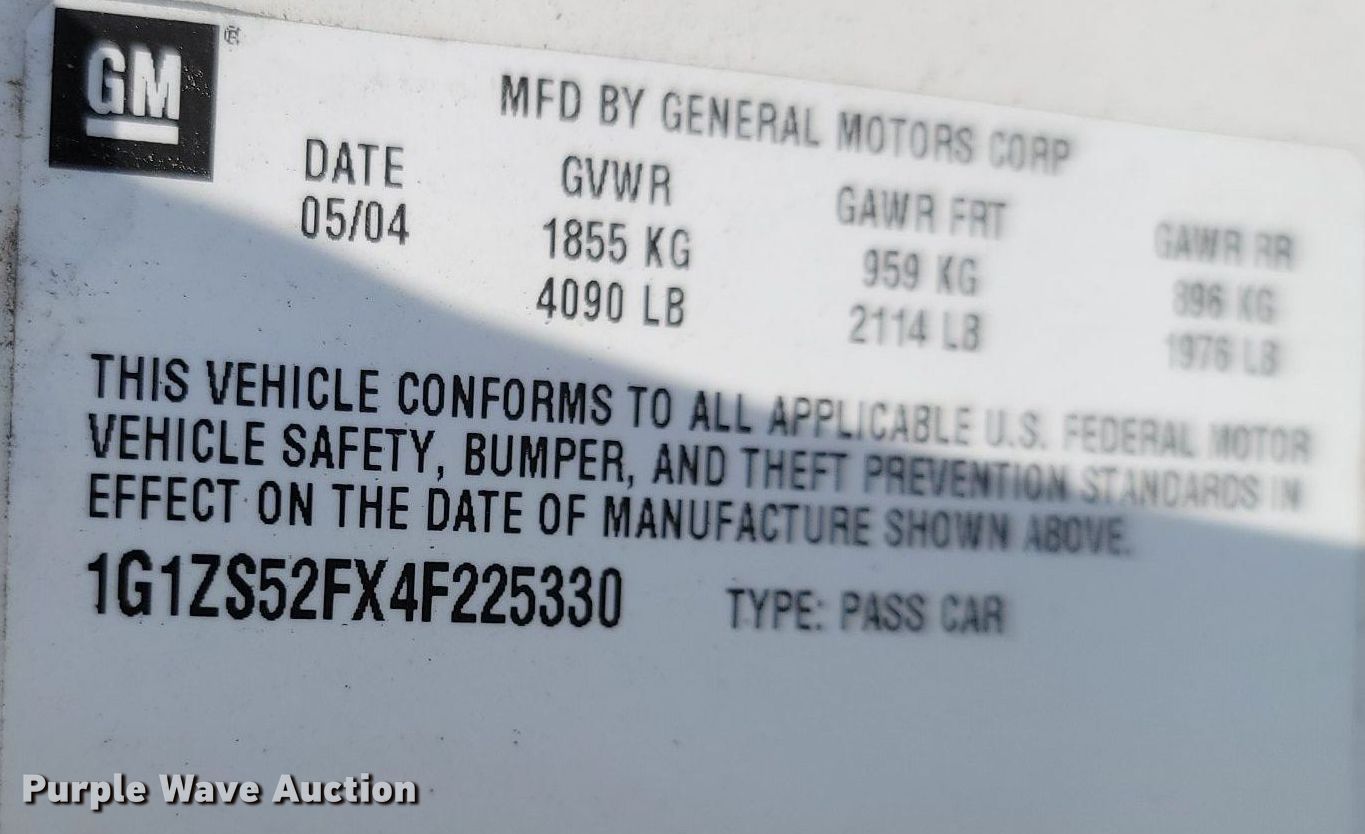 GM ®
MFD BY GENERAL MOTORS CORP
DATE GVWR GAWR FRT GAWR RR
05/04 1855 KG 959 KG 896 KG
4090 LB 2114 LB 1976 LB
THIS VEHICLE CONFORMS TO ALL APPLICABLE U.S. FEDERAL MOTOR
VEHICLE SAFETY, BUMPER, AND THEFT PREVENTION STANDARDS IN
EFFECT ON THE DATE OF MANUFACTURE SHOWN ABOVE.
1G1ZS52FX4F225330 TYPE: PASS CAR
Purple Wave Auction